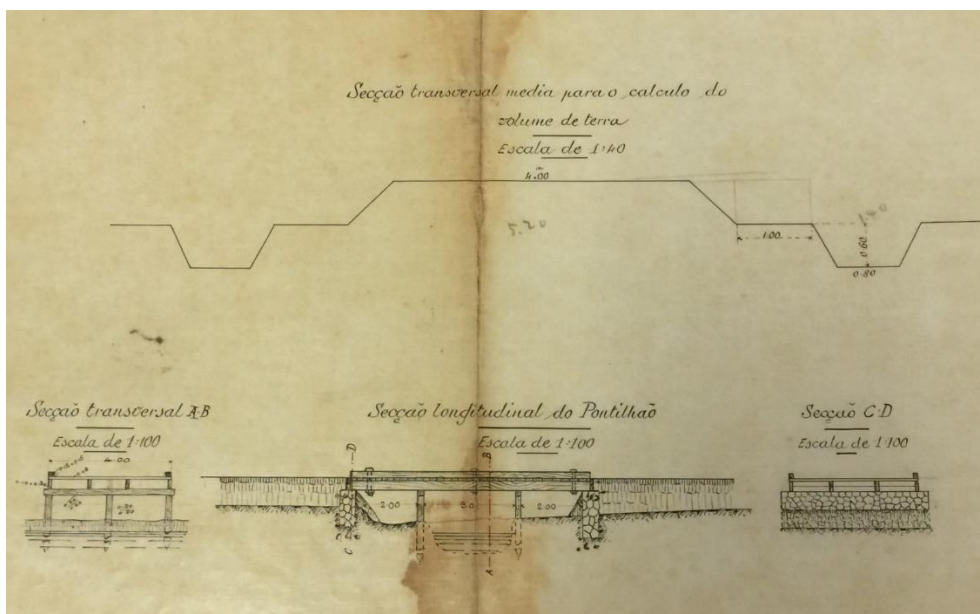 Secção transversal media para o calculo do
volume de terra
Escala de 1:40
4.00
m
5.20
1.00
0.60
1.40
0.80
Secção transversal A-B
Escala de 1:100
4.00
Secção longitudinal do Pontilhão
Escala de 1:100
D
B
2.00
2.00
C
A
Secção C-D
Escala de 1:100